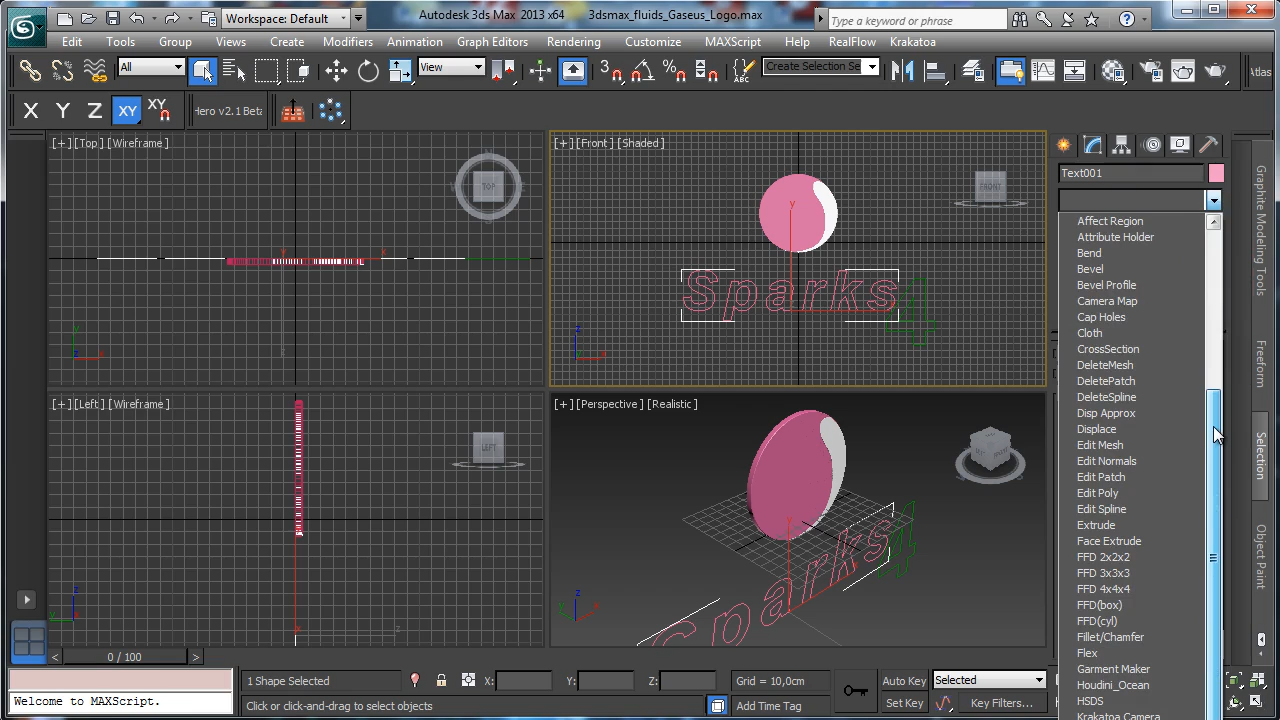 Workspace: Default
Autodesk 3ds Max 2013 x64 3dsmax_fluids_Gaseus_Logo.max
Type a keyword or phrase
Edit Tools Group Views Create Modifiers Animation Graph Editors Rendering Customize MAXScript Help RealFlow Krakatoa
All View Create Selection Se Atlas
X Y Z XY XY Hero v2.1 Beta
[+][Top][Wireframe]
TOP
[+][Front][Shaded]
FRONT
Sparks
4
[+][Left][Wireframe]
LEFT
[+][Perspective][Realistic]
Sparks
4
Text001
Affect Region
Attribute Holder
Bend
Bevel
Bevel Profile
Camera Map
Cap Holes
Cloth
CrossSection
DeleteMesh
DeletePatch
DeleteSpline
Disp Approx
Displace
Edit Mesh
Edit Normals
Edit Patch
Edit Poly
Edit Spline
Extrude
Face Extrude
FFD 2x2x2
FFD 3x3x3
FFD 4x4x4
FFD(box)
FFD(cyl)
Fillet/Chamfer
Flex
Garment Maker
Houdini_Ocean
HSDS
Krakatoa Camera
Graphite Modeling Tools
Freeform
Selection
Object Paint
0 / 100
1 Shape Selected X: Y: Z: Grid = 10,0cm Auto Key Selected
Welcome to MAXScript. Click or click-and-drag to select objects Add Time Tag Set Key Key Filters...